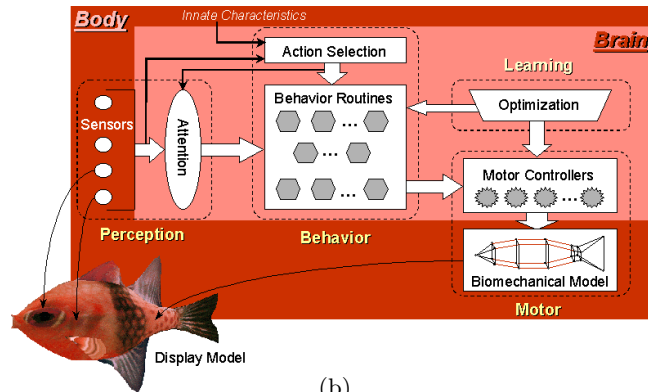 Body
Innate Characteristics
Brain
Action Selection
Learning
Sensors
Attention
Behavior Routines
...
...
...
Optimization
Motor Controllers
...
Perception
Behavior
Biomechanical Model
Motor
Display Model
(b)